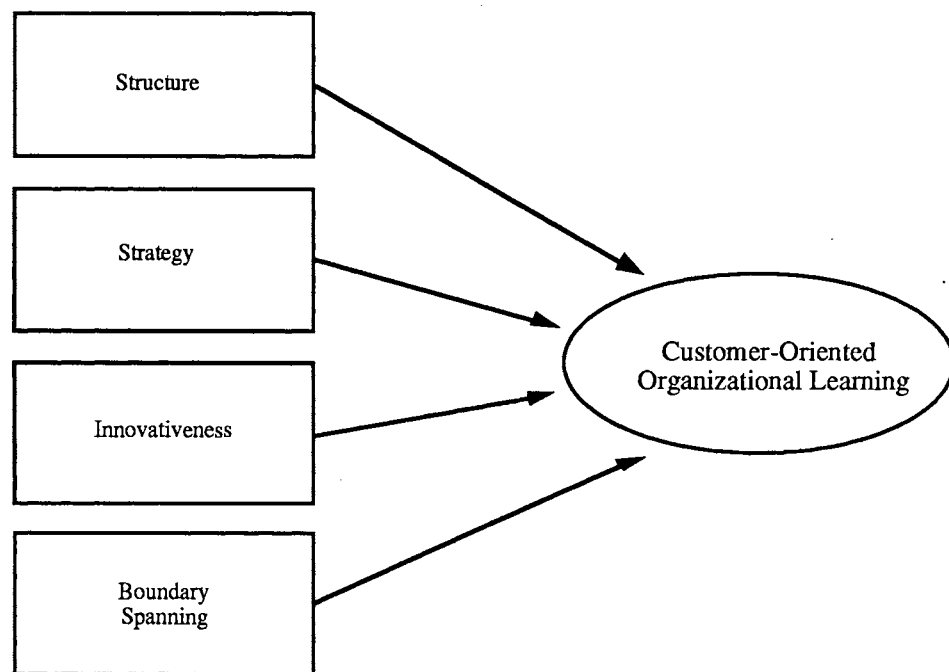 Structure
Strategy
Innovativeness
Boundary
Spanning
Customer-Oriented
Organizational Learning